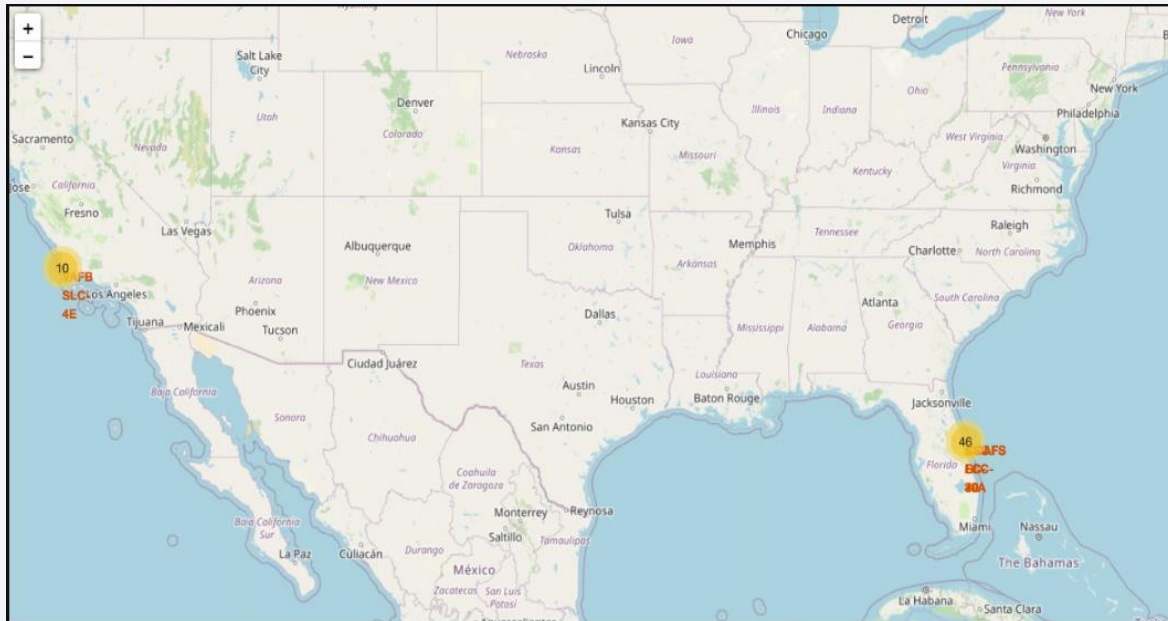 +
−
Wyoming
New York
Detroit
Chicago
B
Iowa
Salt Lake
City
Nebraska
Lincoln
Pennsylvania
New York
Ohio
Illinois
Indiana
Denver
Utah
Colorado
Philadelphia
Kansas City
Sacramento
Nevada
Kansas
Missouri
West Virginia
Washington
Virginia
Kentucky
Jose
California
Richmond
Fresno
Tulsa
Las Vegas
Raleigh
Tennessee
Albuquerque
Oklahoma
Memphis
Charlotte
North Carolina
10
New Mexico
Arizona
Arkansas
VAFB
SLC-
4E
Los Angeles
South Carolina
Atlanta
Phoenix
Dallas
Tijuana
Mexicali
Tucson
Mississippi
Alabama
Georgia
Ciudad Juárez
Texas
Louisiana
Austin
Baja California
Houston
Baton Rouge
Jacksonville
Sonora
San Antonio
Chihuahua
46
Florida
Coahuila
de Zaragoza
Monterrey
Reynosa
Miami
Nassau
Baja California
Sur
Saltillo
Tamaulipas
La Paz
Culiacán
Durango
México
The Bahamas
Zacatecas
San Luis
Potosí
La Habana
Santa Clara
Aguascalientes